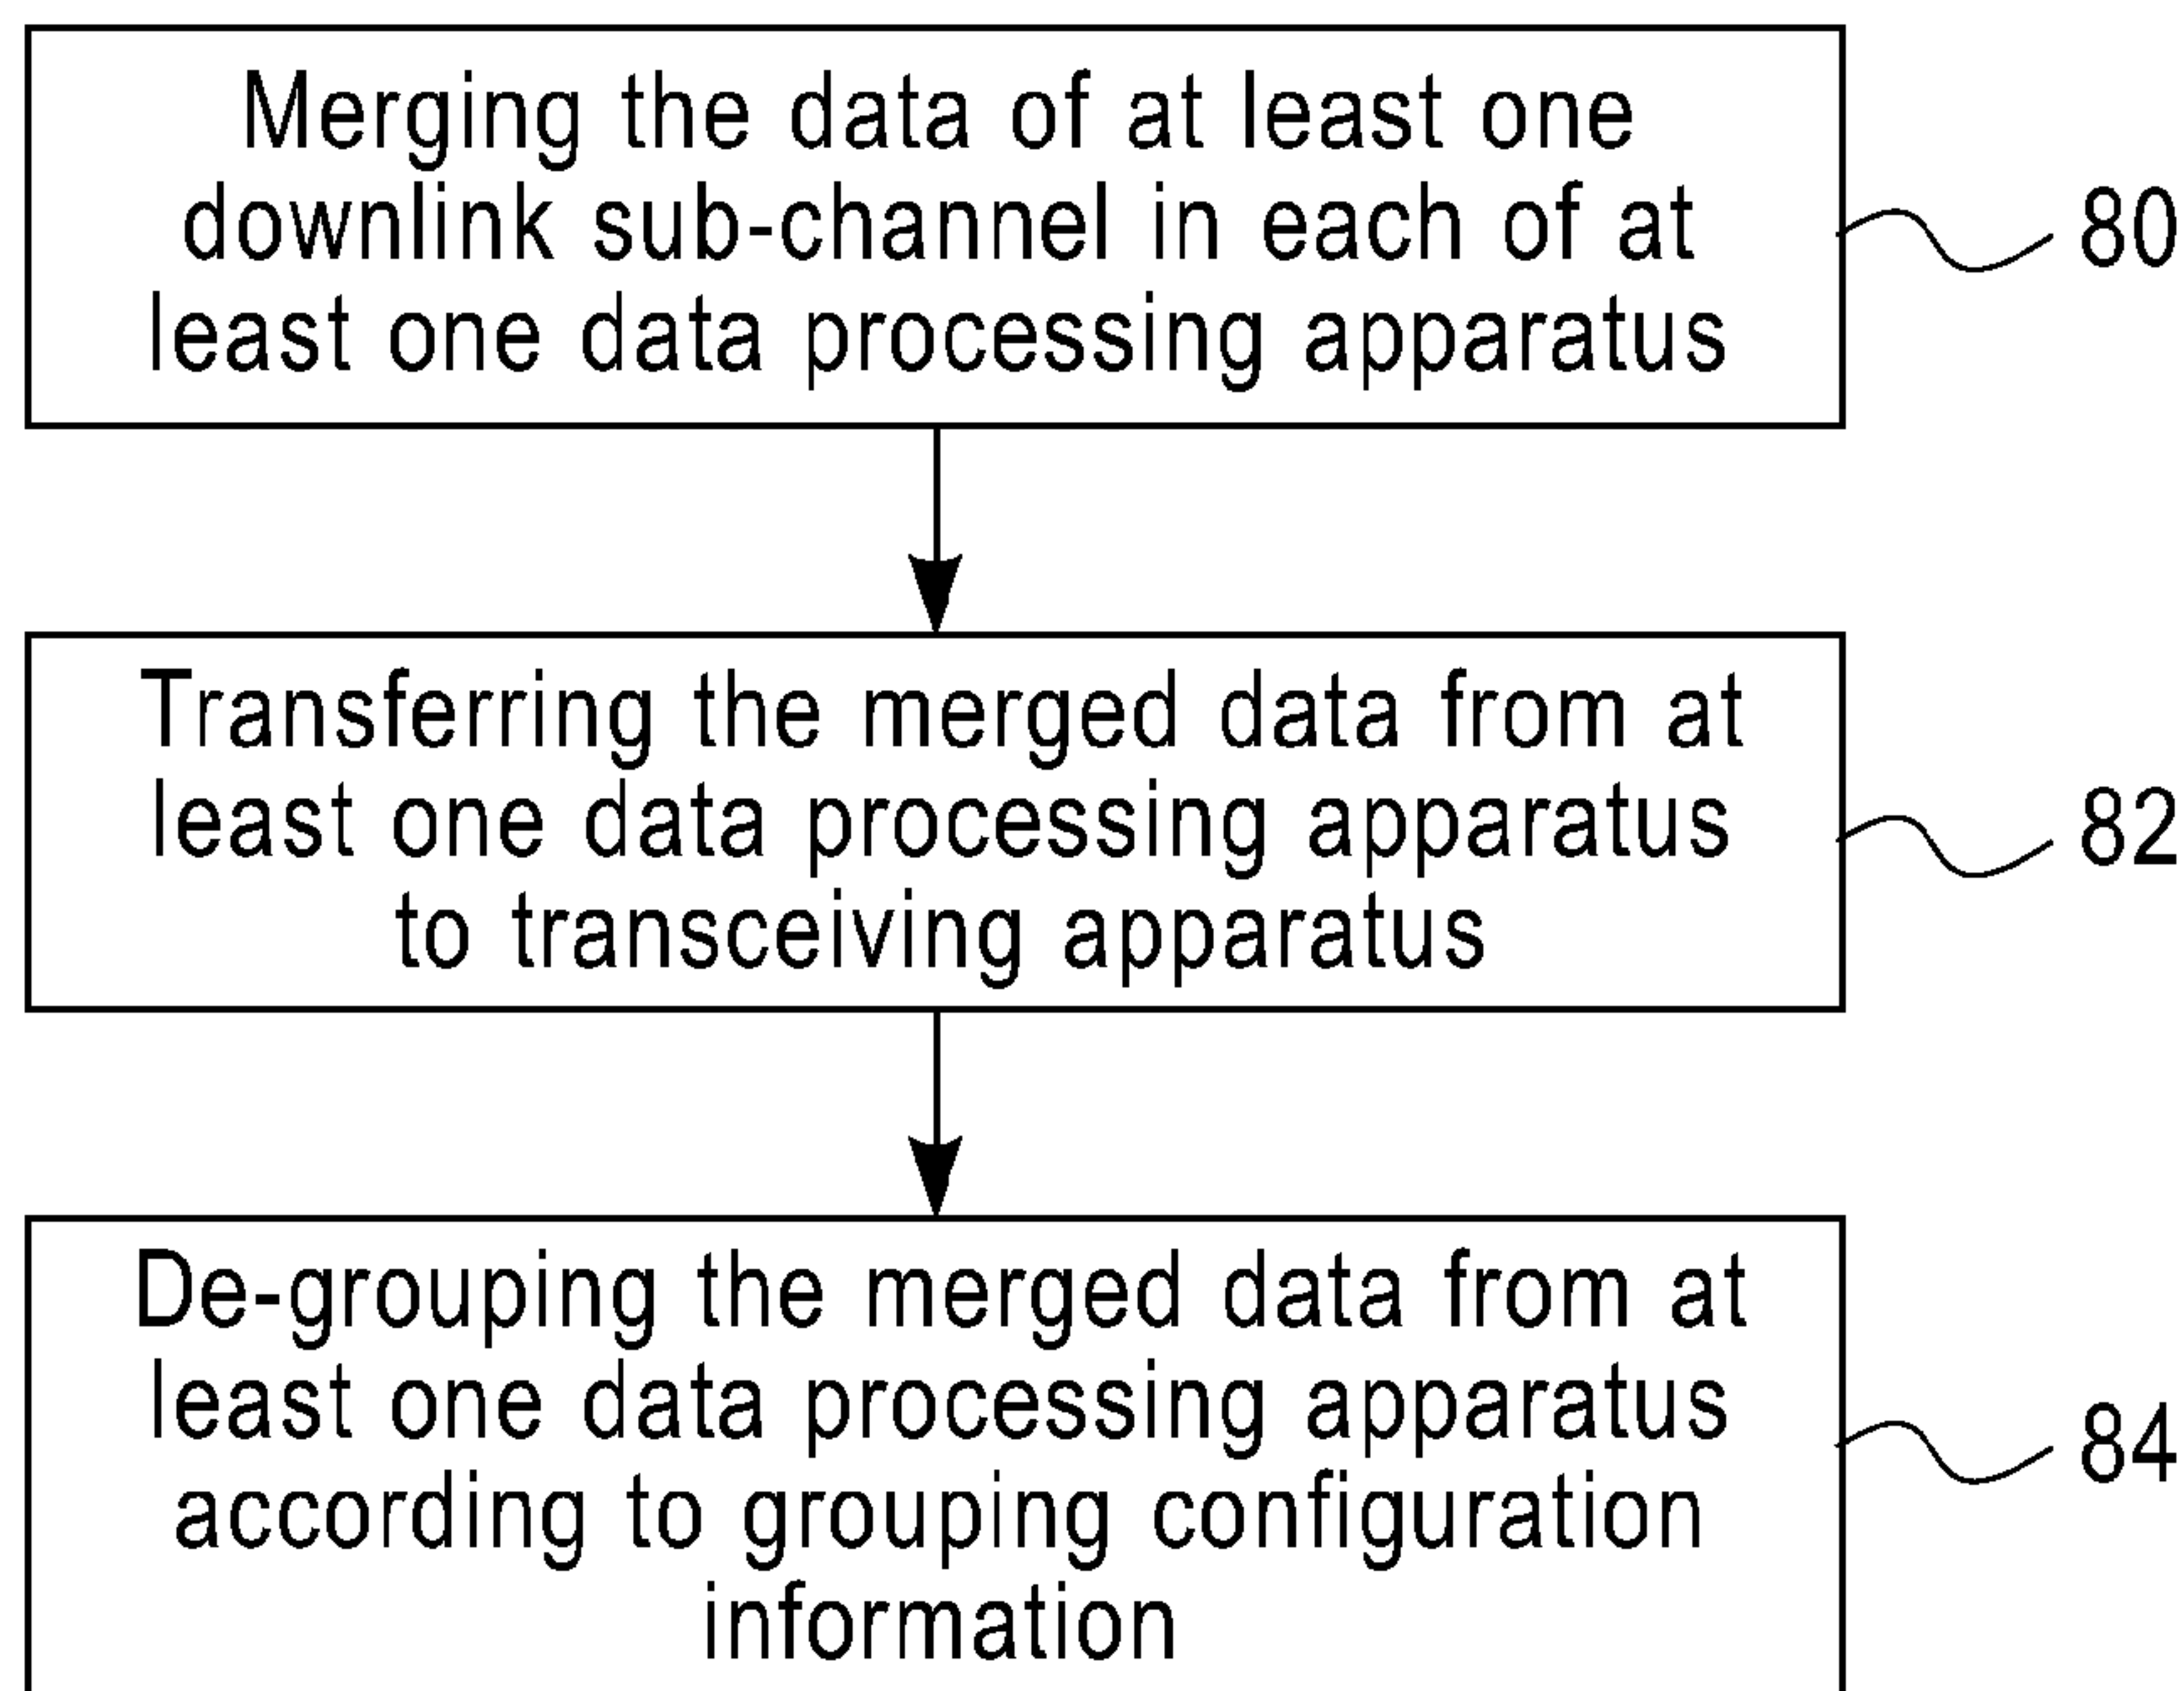 Merging the data of at least one
downlink sub-channel in each of at
least one data processing apparatus
80
Transferring the merged data from at
least one data processing apparatus
to transceiving apparatus
82
De-grouping the merged data from at
least one data processing apparatus
according to grouping configuration
information
84